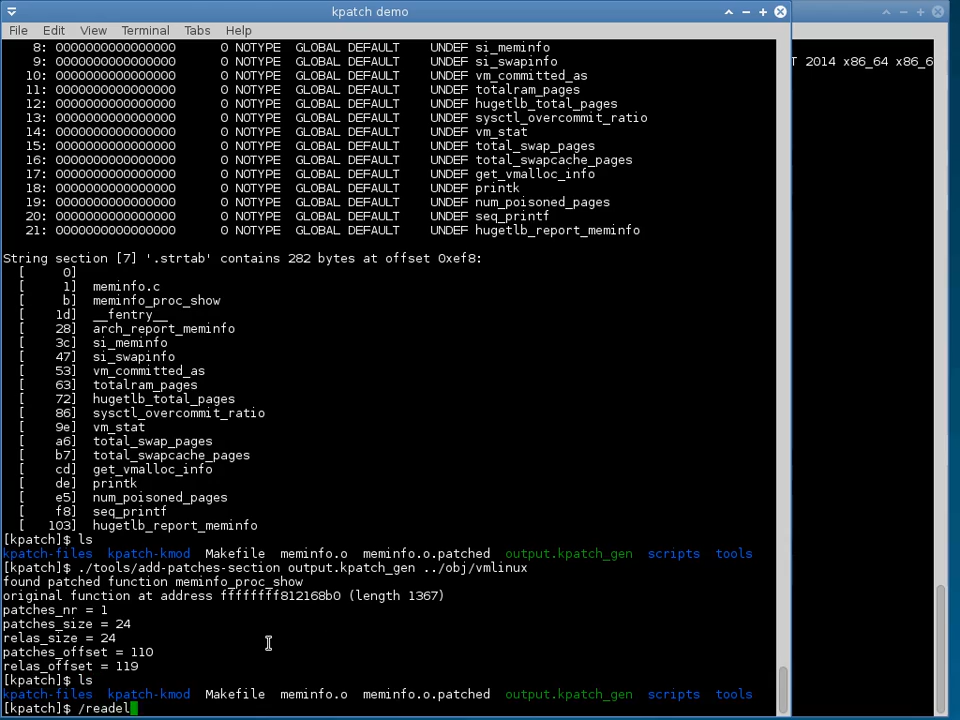 kpatch demo
File Edit View Terminal Tabs Help
8: 0000000000000000 0 NOTYPE GLOBAL DEFAULT UNDEF si_meminfo
9: 0000000000000000 0 NOTYPE GLOBAL DEFAULT UNDEF si_swapinfo
T 2014 x86_64 x86_6
10: 0000000000000000 0 NOTYPE GLOBAL DEFAULT UNDEF vm_committed_as
11: 0000000000000000 0 NOTYPE GLOBAL DEFAULT UNDEF totalram_pages
12: 0000000000000000 0 NOTYPE GLOBAL DEFAULT UNDEF hugetlb_total_pages
13: 0000000000000000 0 NOTYPE GLOBAL DEFAULT UNDEF sysctl_overcommit_ratio
14: 0000000000000000 0 NOTYPE GLOBAL DEFAULT UNDEF vm_stat
15: 0000000000000000 0 NOTYPE GLOBAL DEFAULT UNDEF total_swap_pages
16: 0000000000000000 0 NOTYPE GLOBAL DEFAULT UNDEF total_swapcache_pages
17: 0000000000000000 0 NOTYPE GLOBAL DEFAULT UNDEF get_vmalloc_info
18: 0000000000000000 0 NOTYPE GLOBAL DEFAULT UNDEF printk
19: 0000000000000000 0 NOTYPE GLOBAL DEFAULT UNDEF num_poisoned_pages
20: 0000000000000000 0 NOTYPE GLOBAL DEFAULT UNDEF seq_printf
21: 0000000000000000 0 NOTYPE GLOBAL DEFAULT UNDEF hugetlb_report_meminfo
String section [7] '.strtab' contains 282 bytes at offset 0xef8:
[ 0]
[ 1] meminfo.c
[ b] meminfo_proc_show
[ 1d] __fentry__
[ 28] arch_report_meminfo
[ 3c] si_meminfo
[ 47] si_swapinfo
[ 53] vm_committed_as
[ 63] totalram_pages
[ 72] hugetlb_total_pages
[ 86] sysctl_overcommit_ratio
[ 9e] vm_stat
[ a6] total_swap_pages
[ b7] total_swapcache_pages
[ cd] get_vmalloc_info
[ de] printk
[ e5] num_poisoned_pages
[ f8] seq_printf
[ 103] hugetlb_report_meminfo
[kpatch]$ ls
kpatch-files kpatch-kmod Makefile meminfo.o meminfo.o.patched output.kpatch_gen scripts tools
[kpatch]$ ./tools/add-patches-section output.kpatch_gen ../obj/vmlinux
found patched function meminfo_proc_show
original function at address ffffffff812168b0 (length 1367)
patches_nr = 1
patches_size = 24
relas_size = 24
patches_offset = 110
relas_offset = 119
[kpatch]$ ls
kpatch-files kpatch-kmod Makefile meminfo.o meminfo.o.patched output.kpatch_gen scripts tools
[kpatch]$ /readel